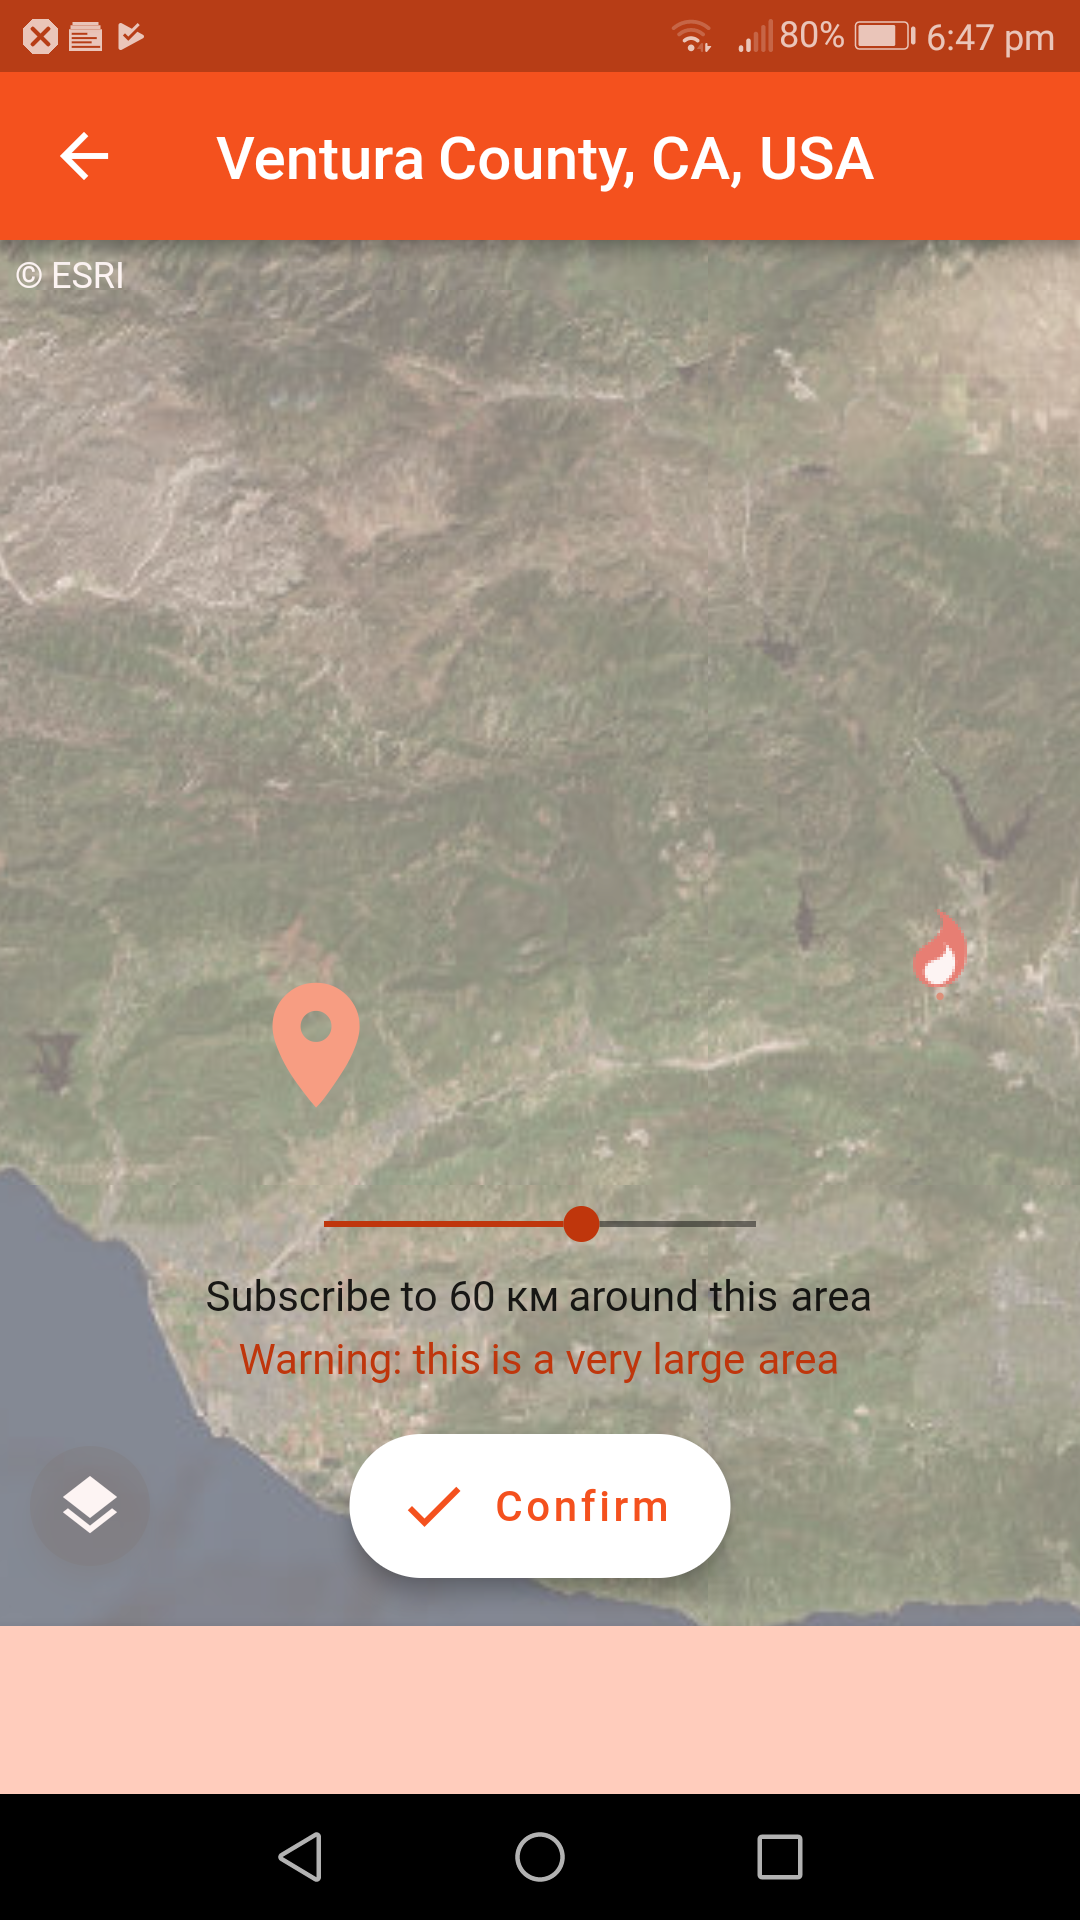 80% 6:47 pm
Ventura County, CA, USA
© ESRI
Subscribe to 60 км around this area
Warning: this is a very large area
Confirm